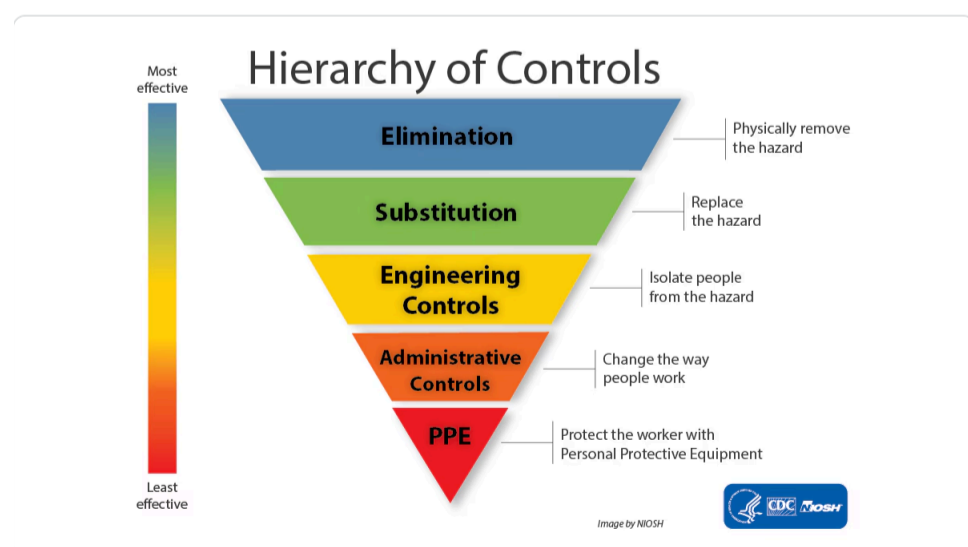 Hierarchy of Controls
Most
effective
Elimination
Physically remove
the hazard
Substitution
Replace
the hazard
Engineering
Controls
Isolate people
from the hazard
Administrative
Controls
Change the way
people work
PPE
Protect the worker with
Personal Protective Equipment
Least
effective
Image by NIOSH
CDC NIOSH